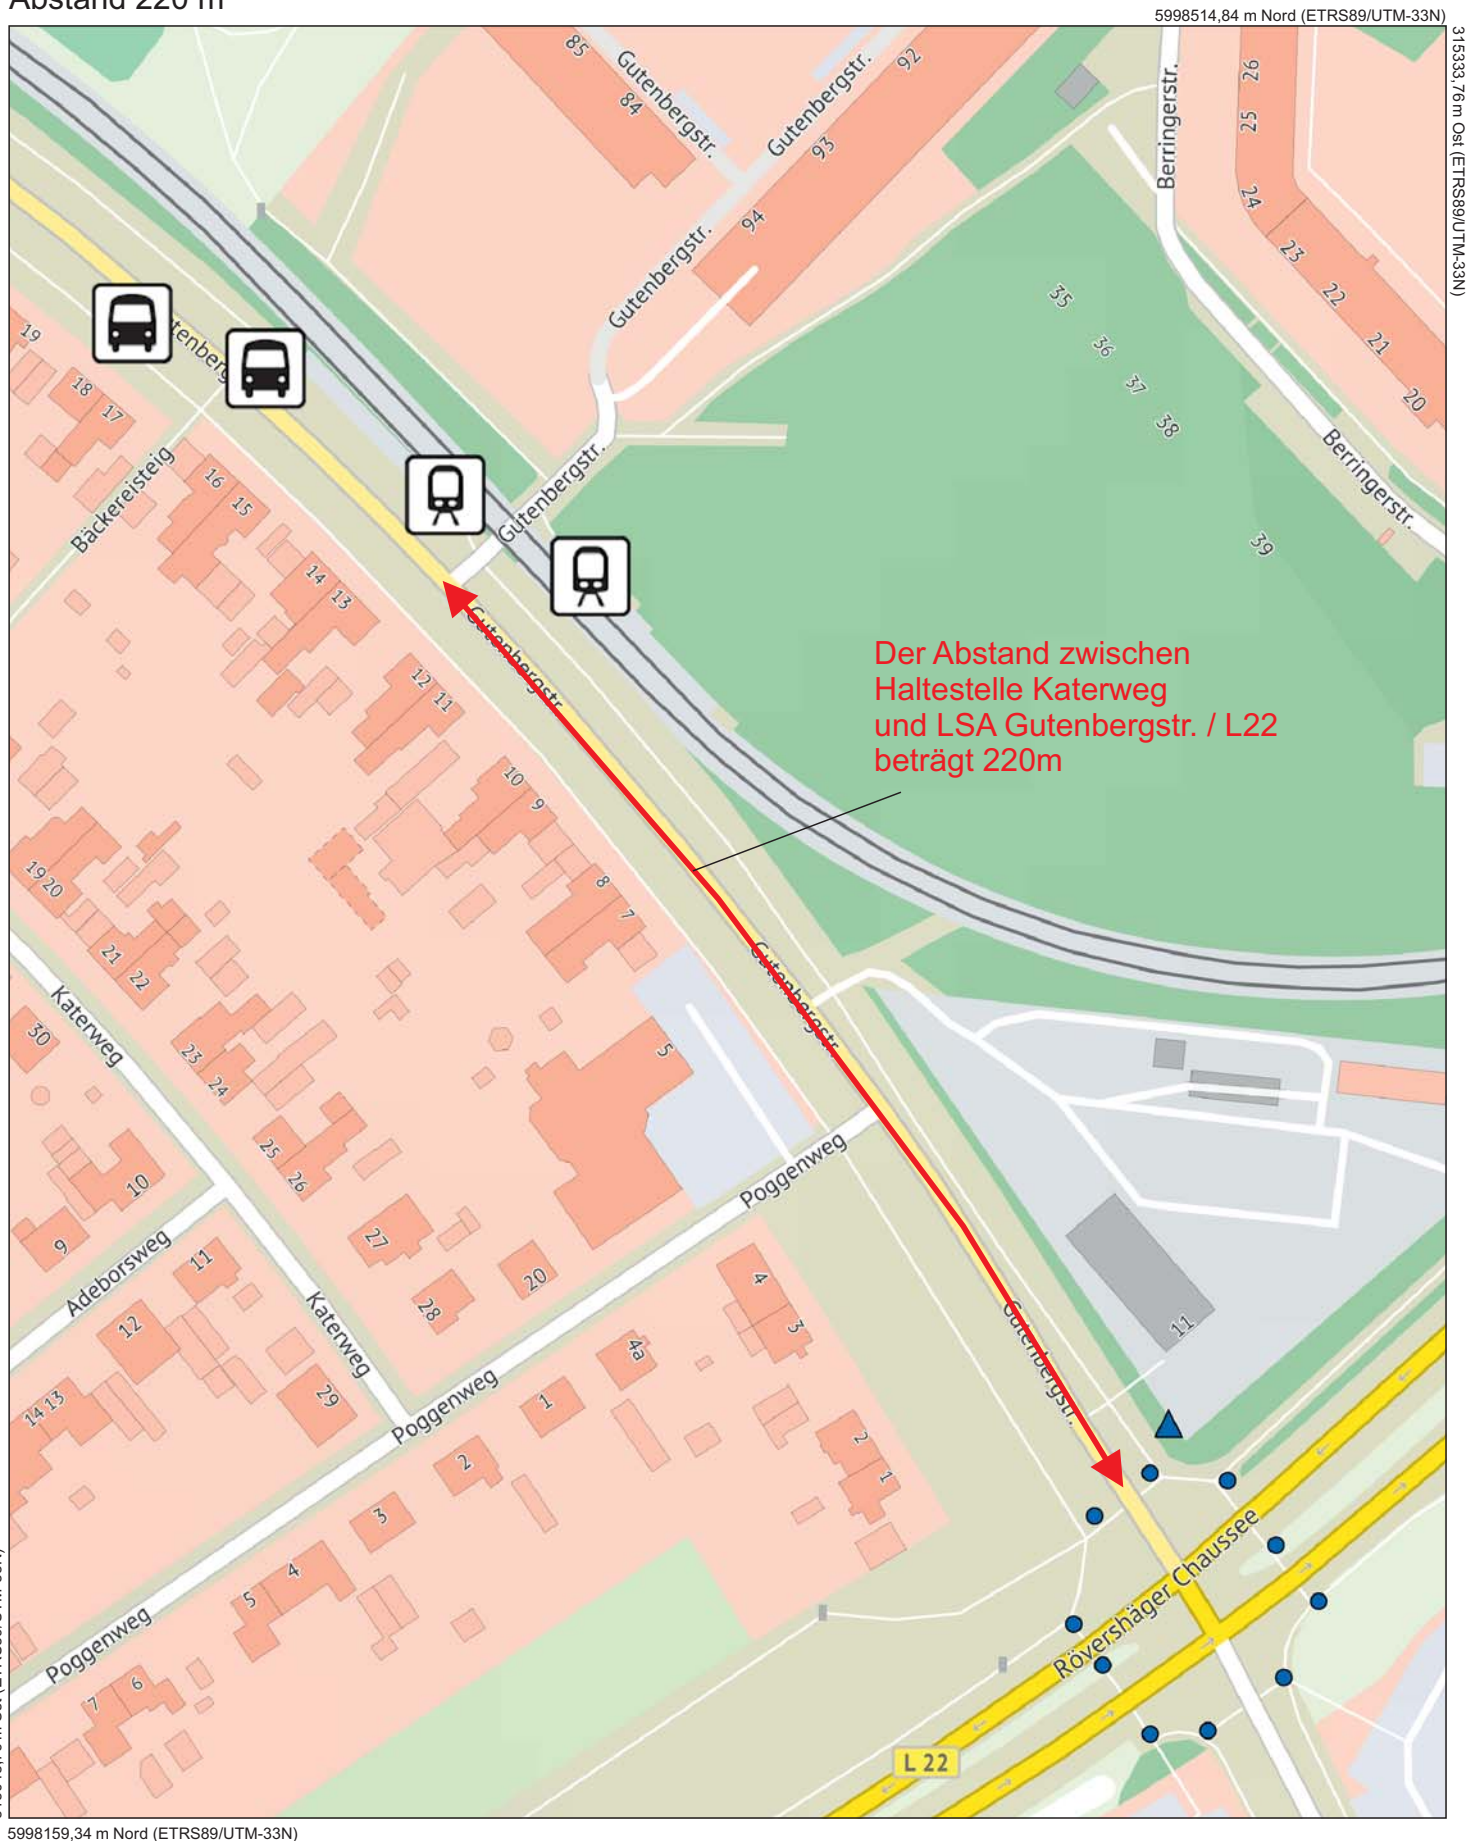 Abstand 220 m
5998514,84 m Nord (ETRS89/UTM-33N)
315333,76 m Ost (ETRS89/UTM-33N)
85
Gutenbergstr.
84
92
Gutenbergstr.
93
94
Gutenbergstr.
Berringerstr.
26
25
24
23
22
21
20
35
36
37
38
39
Berringerstr.
19
18
17
Bäckereisteig
16
15
14
13
Gutenbergstr.
Gutenbergstr.
12
11
Der Abstand zwischen
Haltestelle Katerweg
und LSA Gutenbergstr. / L22
beträgt 220m
10
9
8
7
19 20
21
22
Gutenbergstr.
Katerweg
30
23
24
5
25
26
10
9
Poggenweg
Adeborsweg
11
27
28
20
12
Katerweg
29
14 13
4
3
4a
1
2
Poggenweg
2
1
3
4
5
Gutenbergstr.
11
Rövershäger Chaussee
Poggenweg
7
6
L 22
5998159,34 m Nord (ETRS89/UTM-33N)